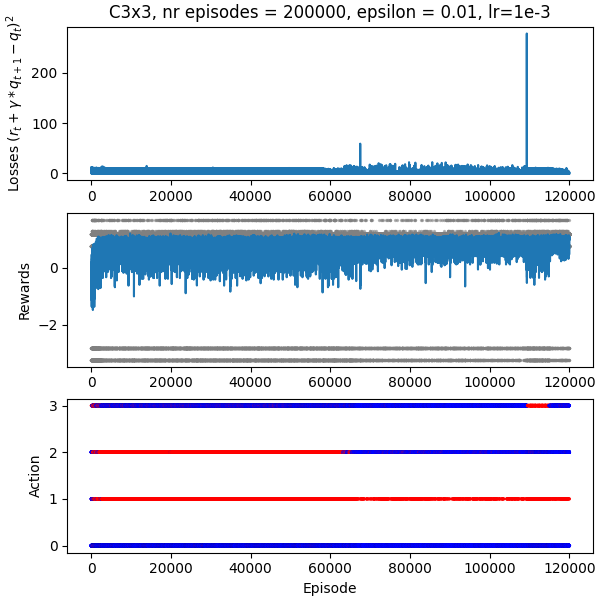 C3x3, nr episodes = 200000, epsilon = 0.01, lr=1e-3
Losses $(r_t + \gamma * q_{t+1} - q_t)^2$
200
100
0
0 20000 40000 60000 80000 100000 120000
Rewards
0
−2
0 20000 40000 60000 80000 100000 120000
Action
3
2
1
0
0 20000 40000 60000 80000 100000 120000
Episode